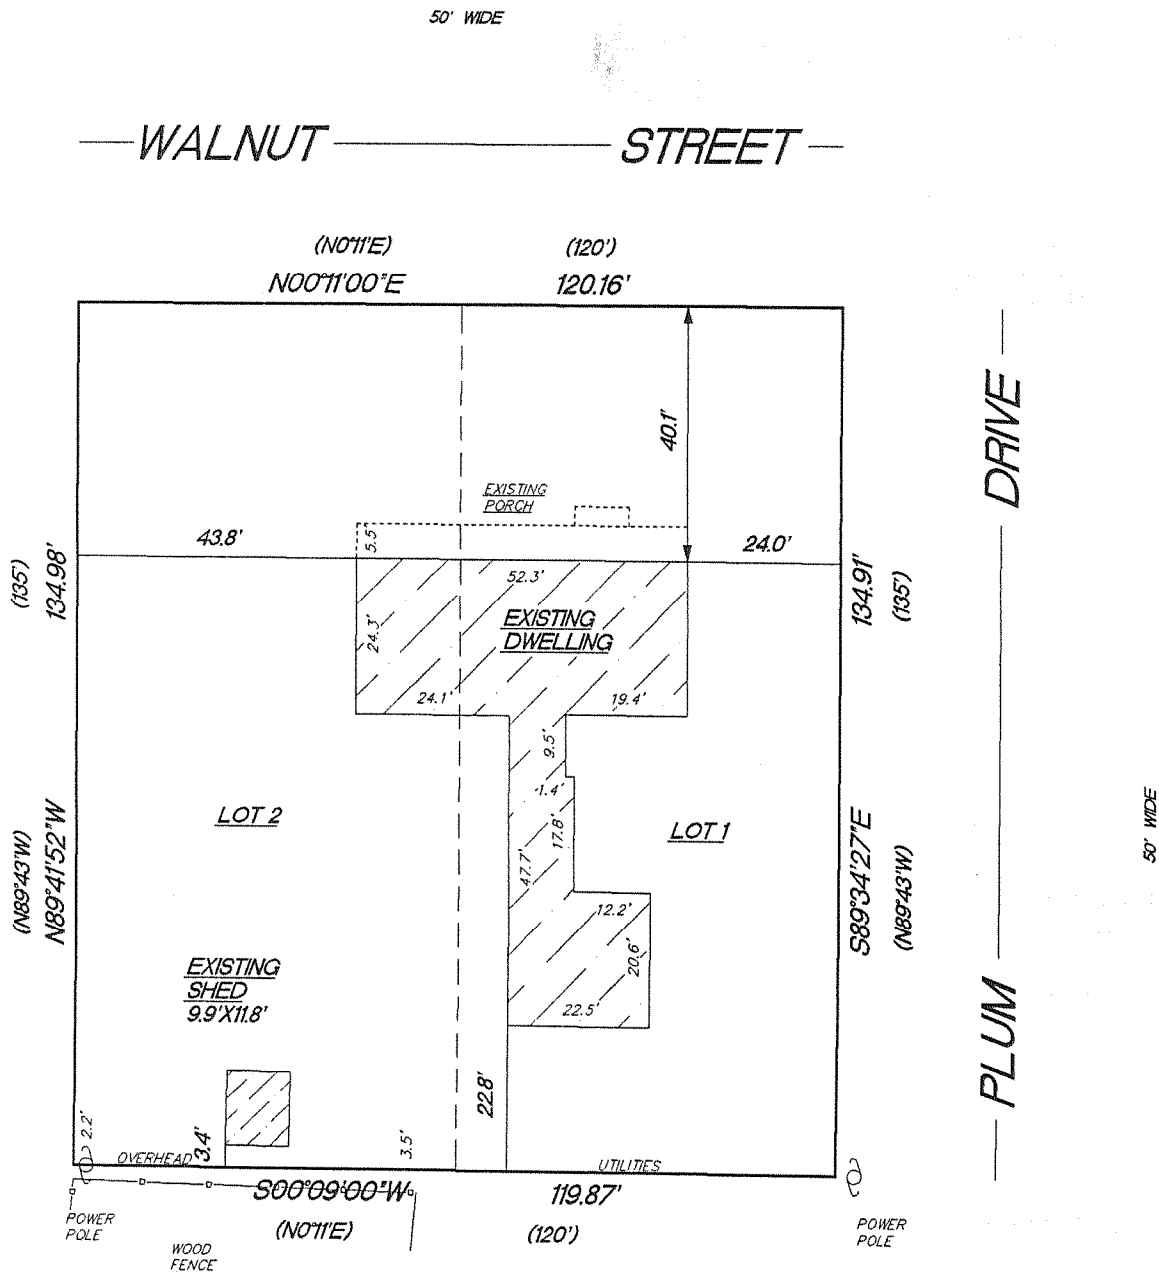 50' WIDE
WALNUT STREET
(N0°11'E) (120')
N00°11'00"E 120.16'
40.1'
DRIVE
EXISTING
PORCH
43.8'
5.5'
24.0'
(135')
134.98'
52.3'
134.91'
(135')
24.3'
EXISTING
DWELLING
24.1'
19.4'
9.5'
1.4'
LOT 2
17.8'
LOT 1
50' WIDE
(N89°43'W)
N89°41'52"W
47.7'
S89°34'27"E
(N89°43'W)
12.2'
20.6'
EXISTING
SHED
9.9'X11.8'
22.5'
PLUM
22.8'
2.2'
3.4'
3.5'
OVERHEAD
UTILITIES
S00°09'00"W 119.87'
(N0°11'E) (120')
POWER
POLE
WOOD
FENCE
POWER
POLE